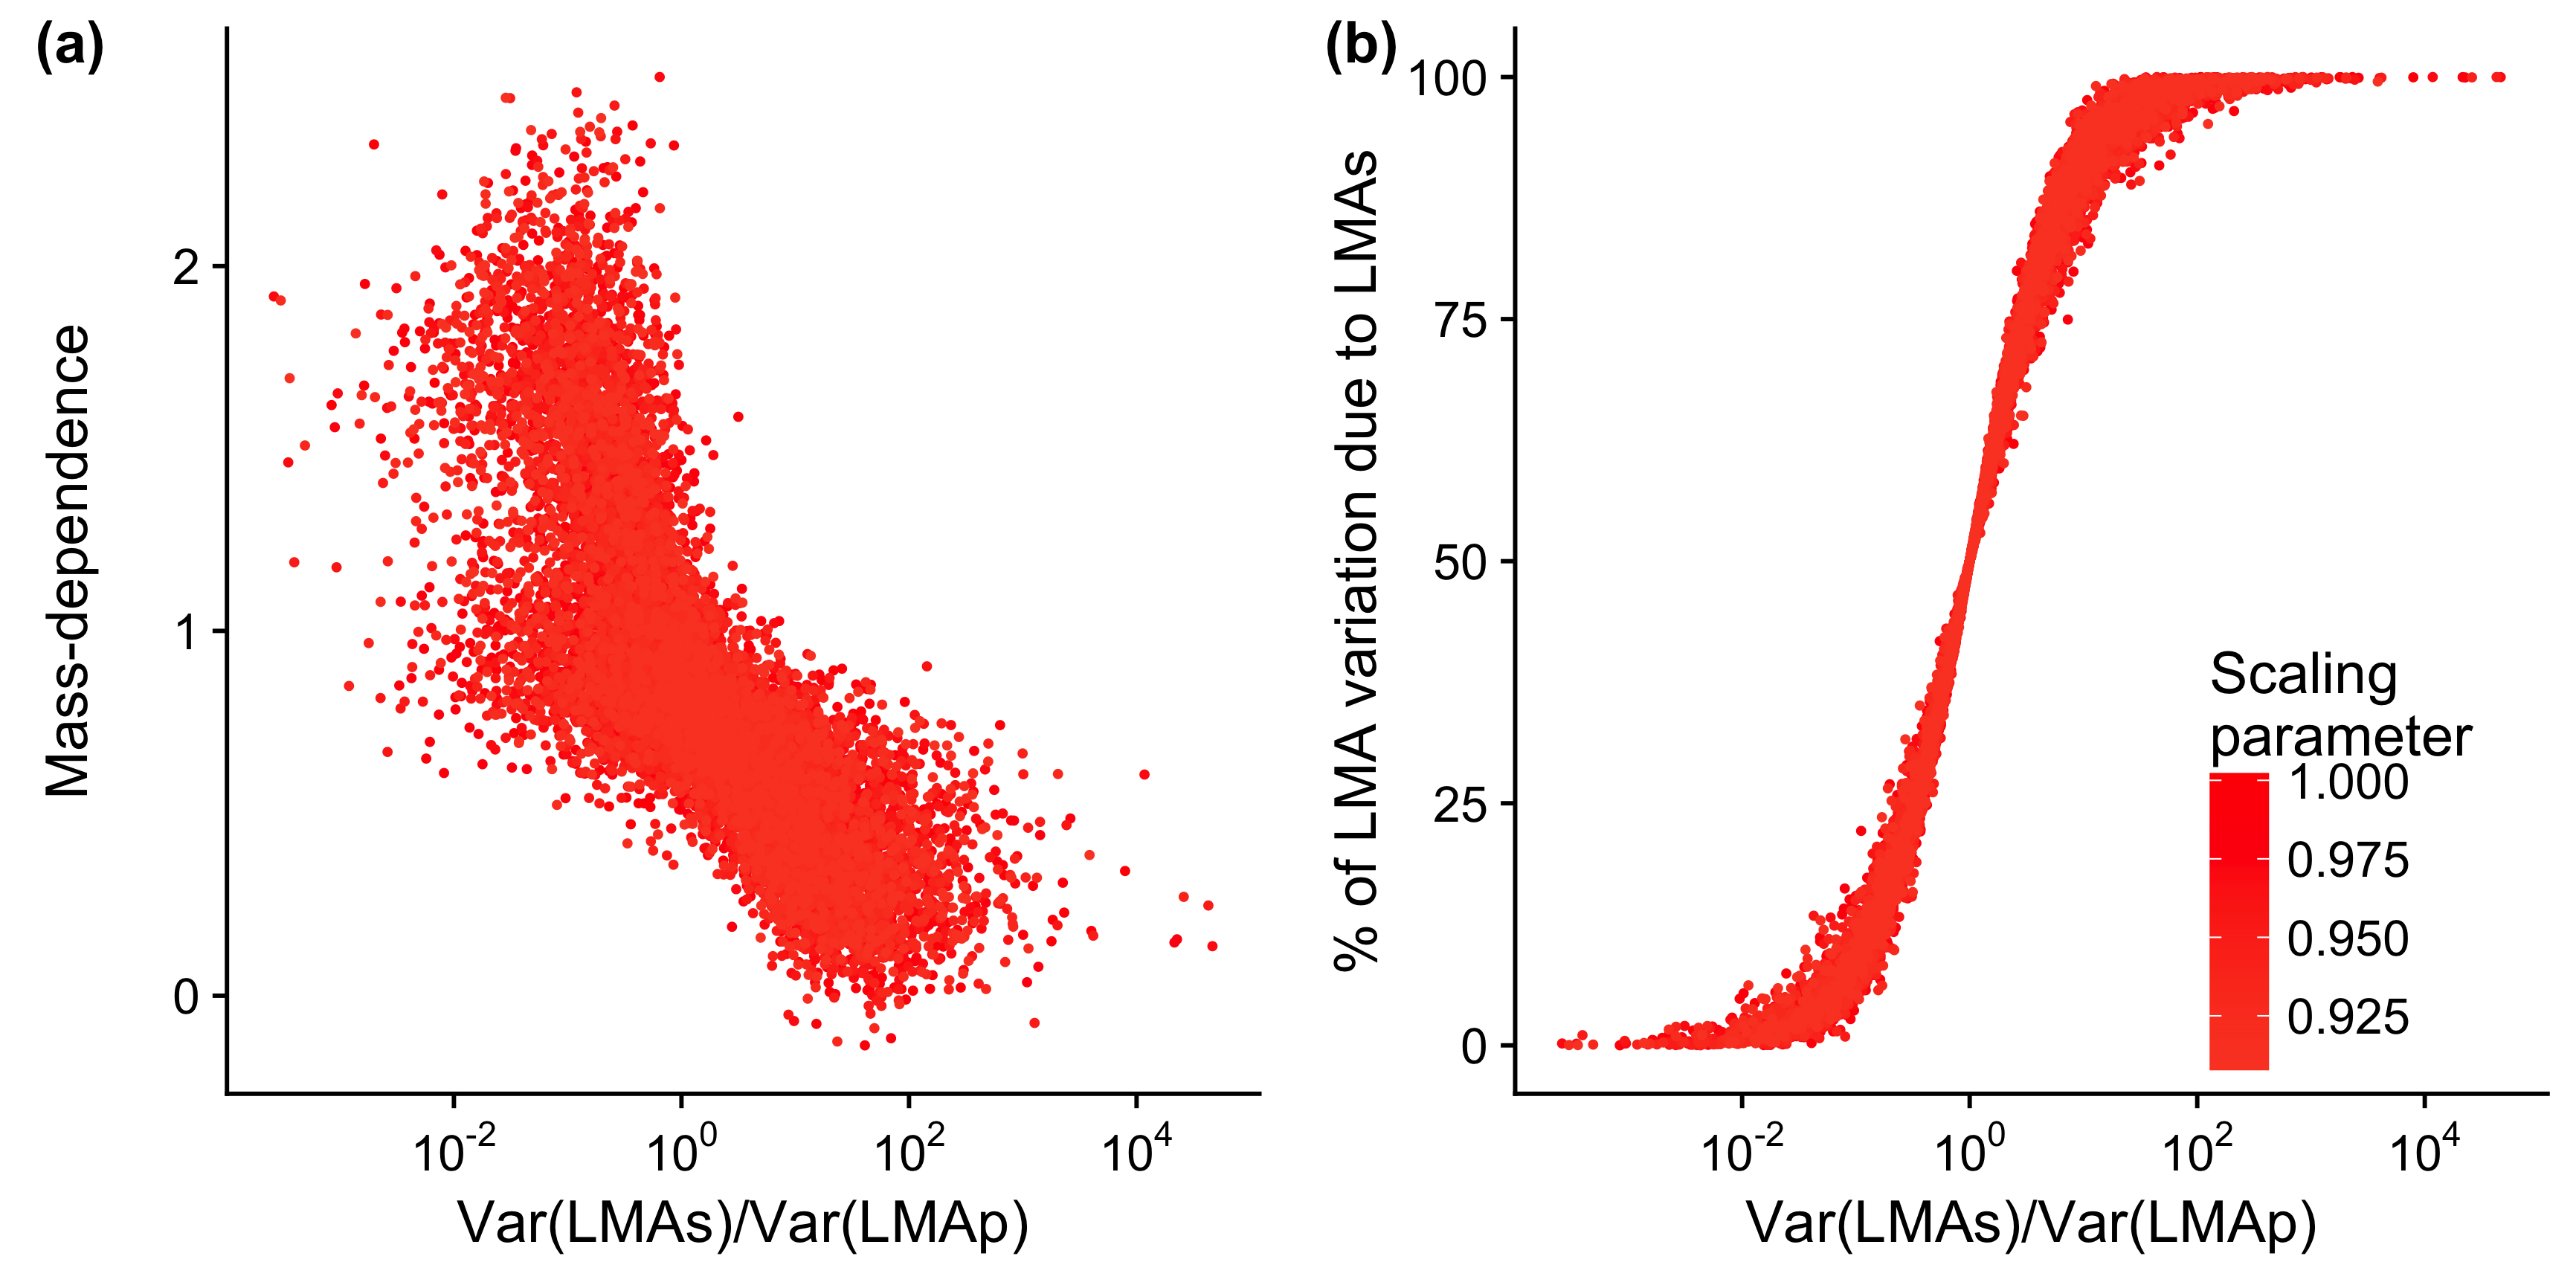 (a)
Mass-dependence
2
1
0
10-2
100
102
104
Var(LMAs)/Var(LMAp)
(b)
% of LMA variation due to LMAs
100
75
50
25
0
Scaling
parameter
1.000
0.975
0.950
0.925
10-2
100
102
104
Var(LMAs)/Var(LMAp)